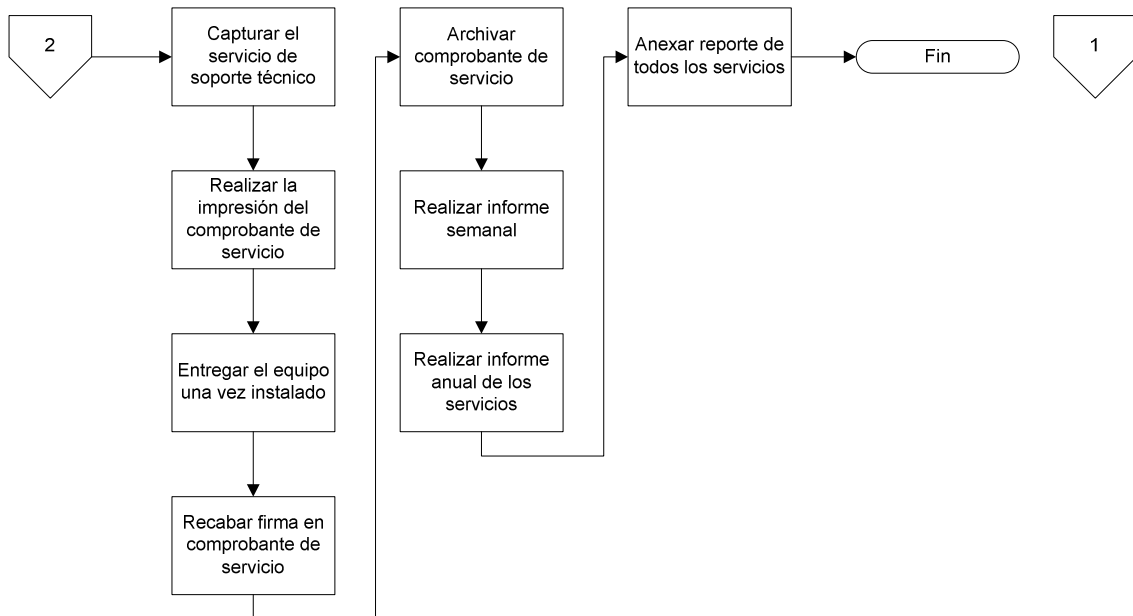 2
Capturar el
servicio de
soporte técnico
Realizar la
impresión del
comprobante de
servicio
Entregar el equipo
una vez instalado
Recabar firma en
comprobante de
servicio
Archivar
comprobante de
servicio
Realizar informe
semanal
Realizar informe
anual de los
servicios
Anexar reporte de
todos los servicios
Fin
1